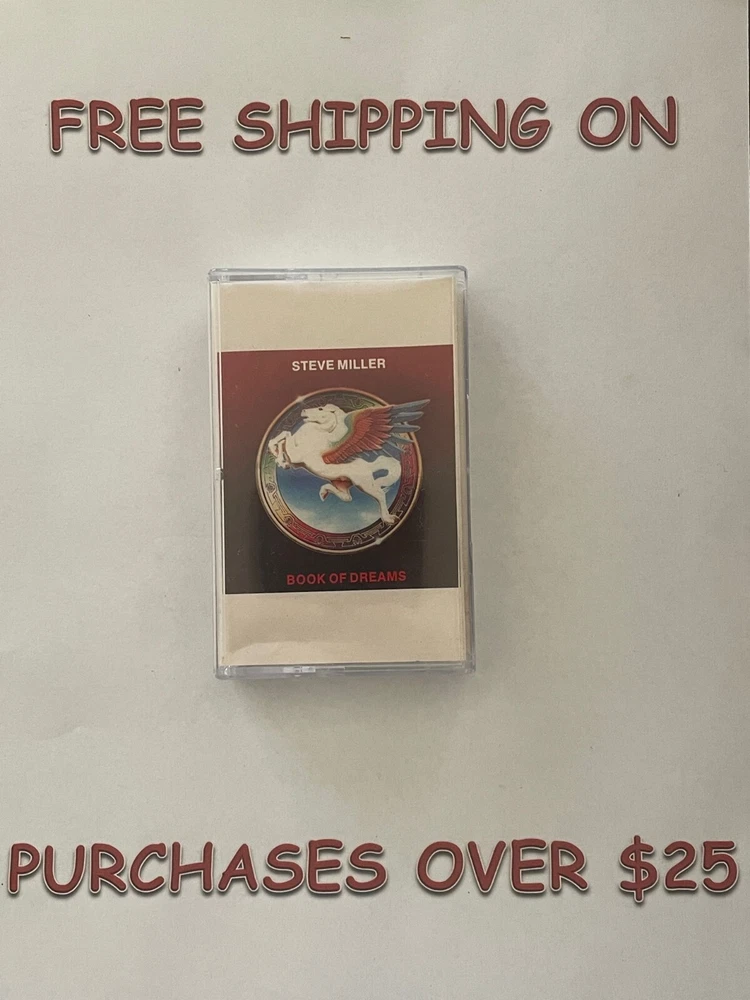 FREE SHIPPING ON
STEVE MILLER
BOOK OF DREAMS
PURCHASES OVER $25